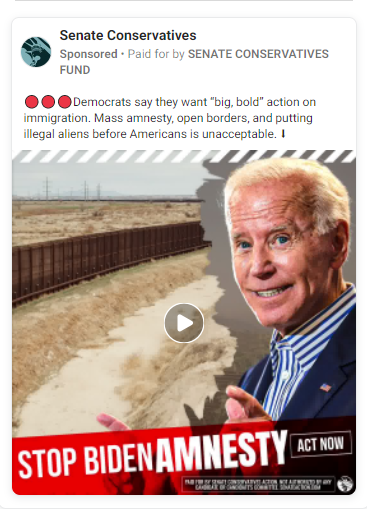 Senate Conservatives
Sponsored · Paid for by SENATE CONSERVATIVES
FUND
🔴🔴🔴Democrats say they want "big, bold" action on
immigration. Mass amnesty, open borders, and putting
illegal aliens before Americans is unacceptable. ⬇
STOP BIDEN AMNESTY
ACT NOW
PAID FOR BY SENATE CONSERVATIVES ACTION. NOT AUTHORIZED BY ANY
CANDIDATE OR CANDIDATE'S COMMITTEE.